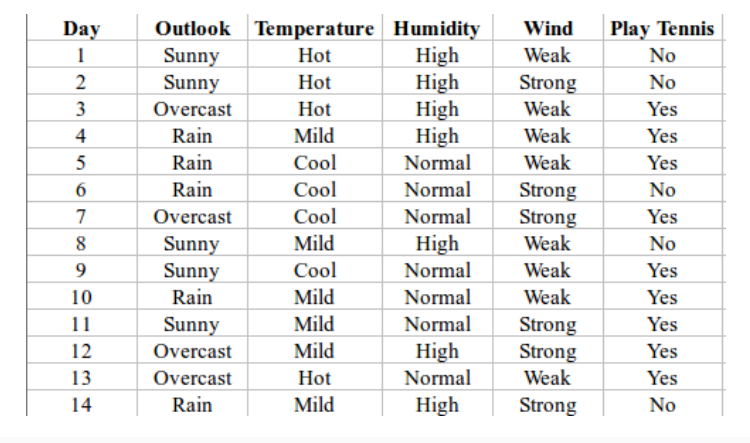 Day Outlook Temperature Humidity Wind Play Tennis
1 Sunny Hot High Weak No
2 Sunny Hot High Strong No
3 Overcast Hot High Weak Yes
4 Rain Mild High Weak Yes
5 Rain Cool Normal Weak Yes
6 Rain Cool Normal Strong No
7 Overcast Cool Normal Strong Yes
8 Sunny Mild High Weak No
9 Sunny Cool Normal Weak Yes
10 Rain Mild Normal Weak Yes
11 Sunny Mild Normal Strong Yes
12 Overcast Mild High Strong Yes
13 Overcast Hot Normal Weak Yes
14 Rain Mild High Strong No